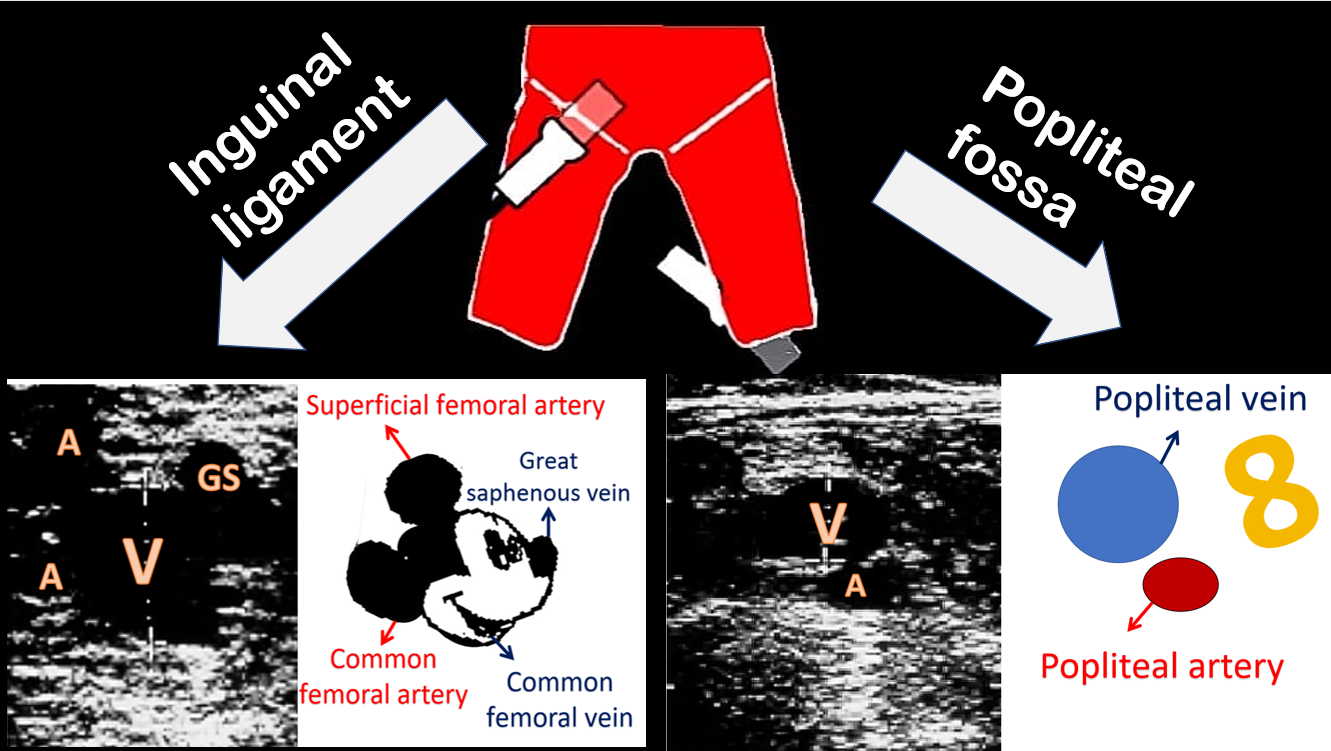 Inguinal
ligament
Popliteal
fossa
A
GS
V
A
Superficial femoral artery
Great
saphenous vein
Common
femoral artery
Common
femoral vein
V
A
Popliteal vein
8
Popliteal artery